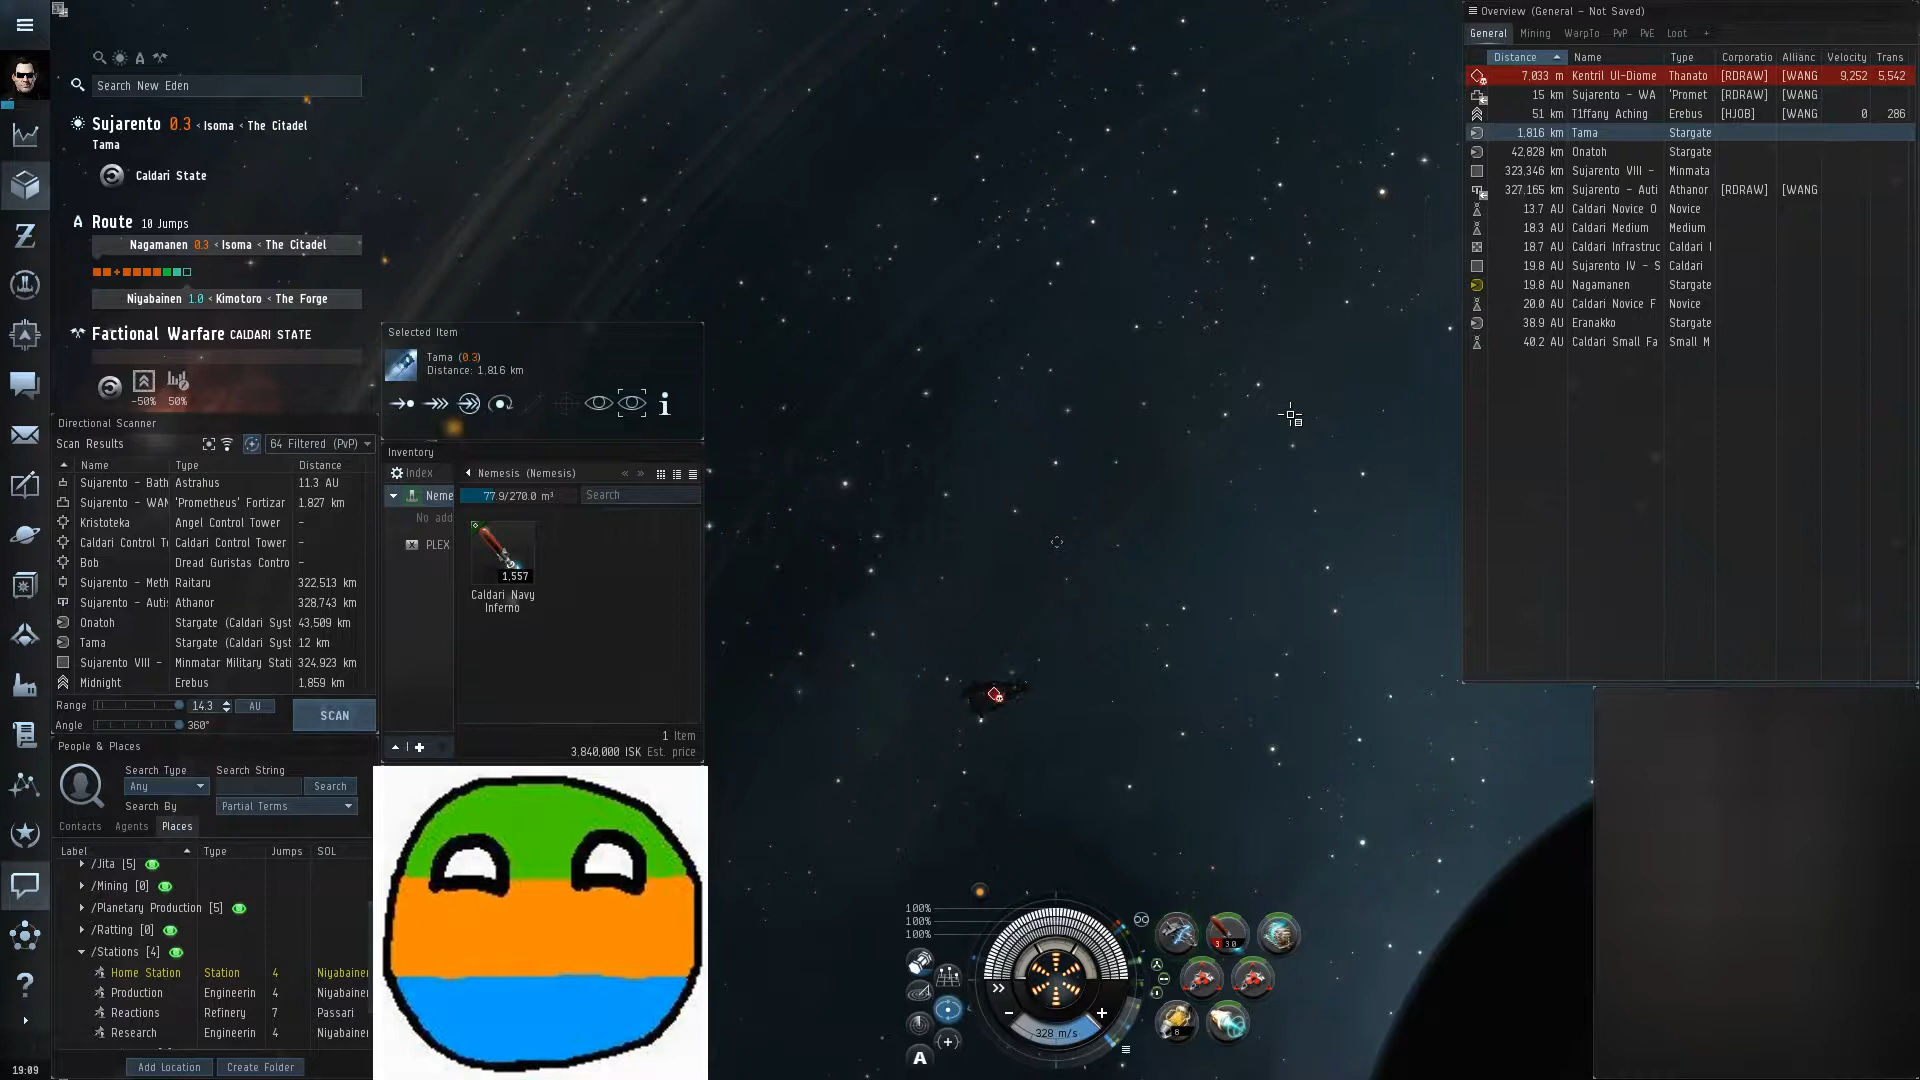 Search New Eden
Sujarento 0.3 < Isoma < The Citadel
Tama
Caldari State
A Route 10 Jumps
Nagamanen 0.3 < Isoma < The Citadel
Niyabainen 1.0 < Kimotoro < The Forge
Factional Warfare CALDARI STATE
-50% 50%
Directional Scanner
Scan Results 64 Filtered (PvP)
Name Type Distance
Sujarento - Bath Astrahus 11.3 AU
Sujarento - WAN 'Prometheus' Fortizar 1,827 km
Kristoteka Angel Control Tower -
Caldari Control T Caldari Control Tower -
Bob Dread Guristas Contro -
Sujarento - Meth Raitaru 322,513 km
Sujarento - Autis Athanor 328,743 km
Onatoh Stargate (Caldari Syst 43,509 km
Tama Stargate (Caldari Syst 12 km
Sujarento VIII - Minmatar Military Stati 324,923 km
Midnight Erebus 1,859 km
Range 14.3 AU
SCAN
Angle 360°
People & Places
Search Type Search String
Any Search
Search By Partial Terms
Contacts Agents Places
Label Type Jumps SOL
/Jita [5]
/Mining [0]
/Planetary Production [5]
/Ratting [0]
/Stations [4]
Home Station Station 4 Niyabainen
Production Engineerin 4 Niyabainen
Reactions Refinery 7 Passari
Research Engineerin 4 Niyabainen
Add Location Create Folder
19:09
Selected Item
Tama (0.3)
Distance: 1,816 km
Inventory
Index Nemesis (Nemesis)
Neme 77.9/270.0 m³ Search
No add
PLEX
1,557
Caldari Navy
Inferno
1 Item
3,840,000 ISK Est. price
100%
100%
100%
328 m/s
3 30
8
A
Overview (General - Not Saved)
General Mining WarpTo PvP PvE Loot +
Distance Name Type Corporatio Allianc Velocity Trans
7,033 m Kentril Ul-Diome Thanato [RDRAW] [WANG 9,252 5,542
15 km Sujarento - WA 'Promet [RDRAW] [WANG
51 km T1ffany Aching Erebus [HJOB] [WANG 0 286
1,816 km Tama Stargate
42,828 km Onatoh Stargate
323,346 km Sujarento VIII - Minmata
327,165 km Sujarento - Auti Athanor [RDRAW] [WANG
13.7 AU Caldari Novice O Novice
18.3 AU Caldari Medium Medium
18.7 AU Caldari Infrastruc Caldari I
19.8 AU Sujarento IV - S Caldari
19.8 AU Nagamanen Stargate
20.0 AU Caldari Novice F Novice
38.9 AU Eranakko Stargate
40.2 AU Caldari Small Fa Small M